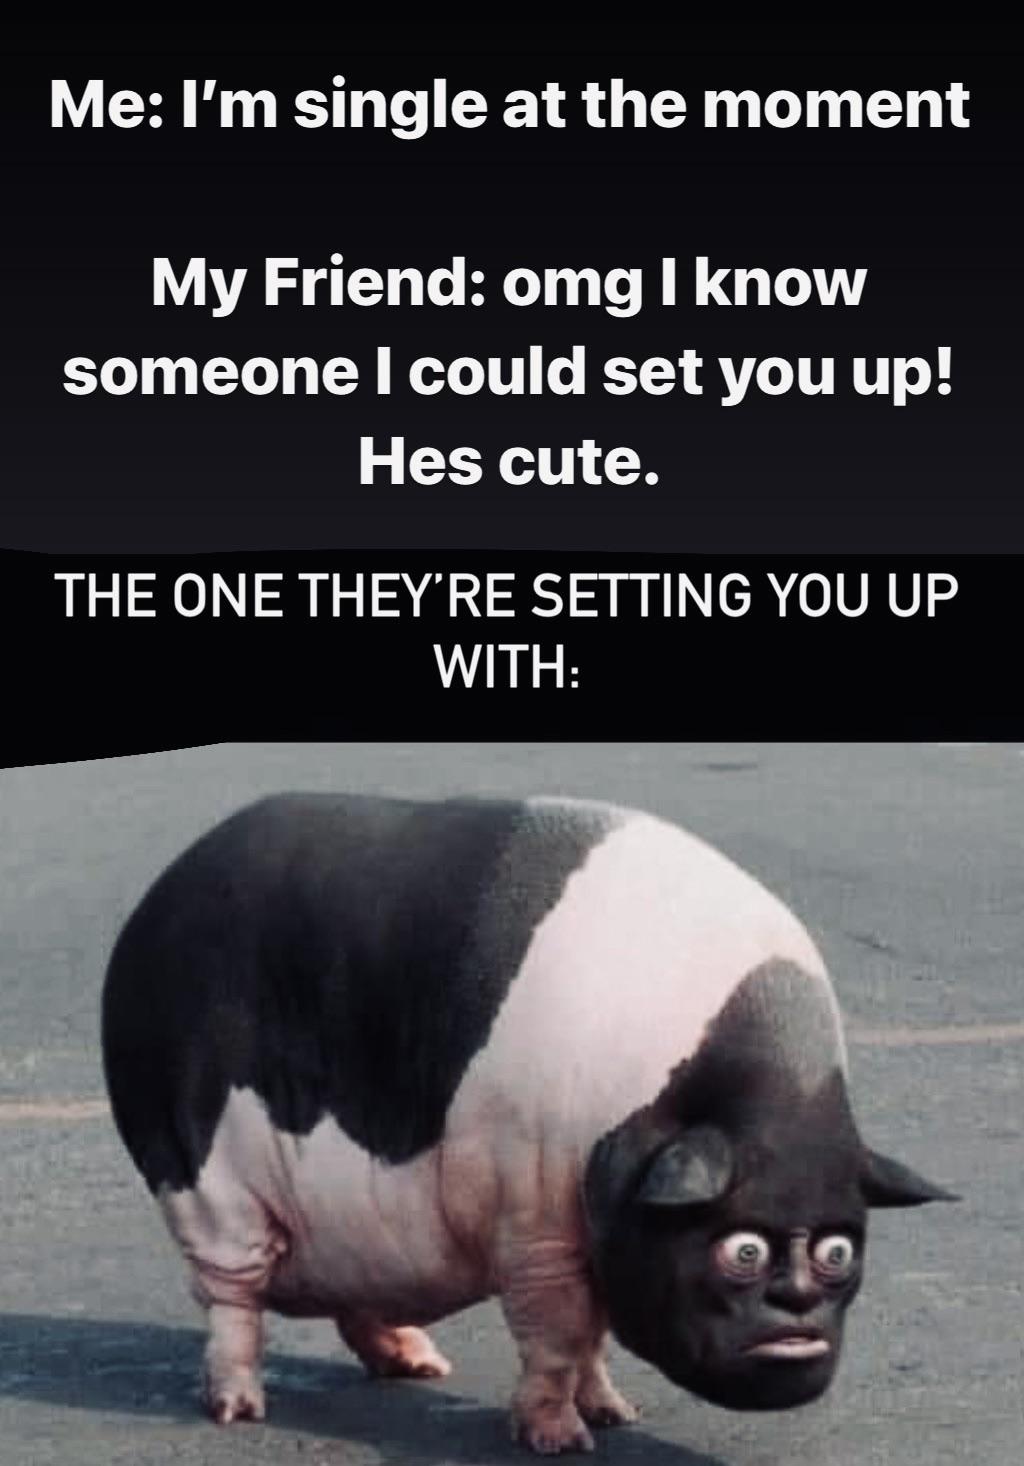 Me: I’m single at the moment
My Friend: omg I know
someone I could set you up!
Hes cute.
THE ONE THEY’RE SETTING YOU UP
WITH: